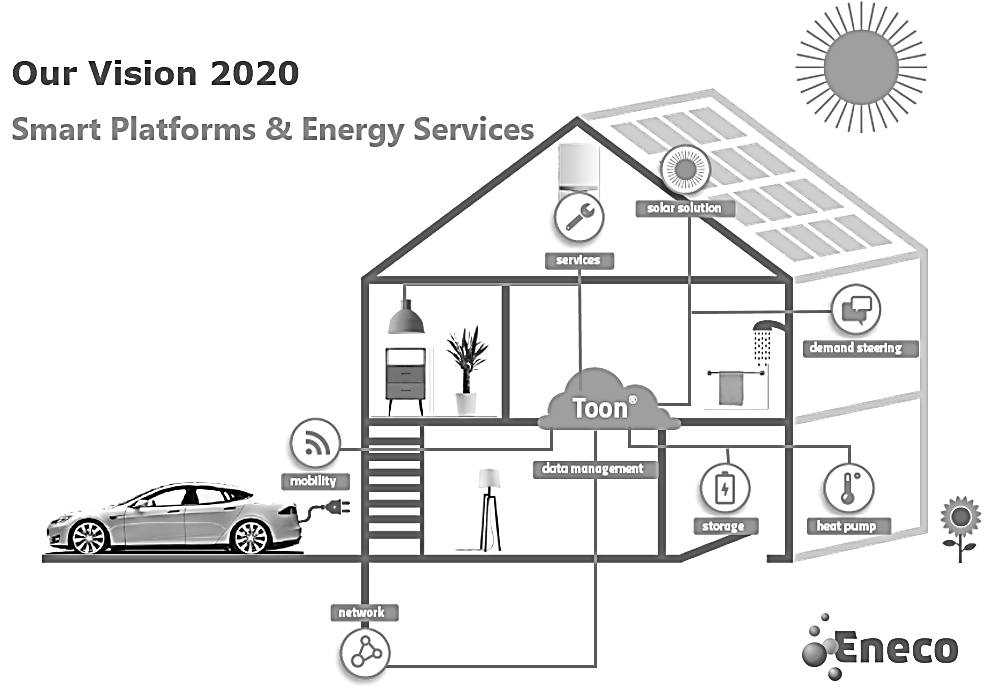 Our Vision 2020
Smart Platforms & Energy Services
solar solution
services
demand steering
Toon®
data management
mobility
storage
heat pump
network
Eneco